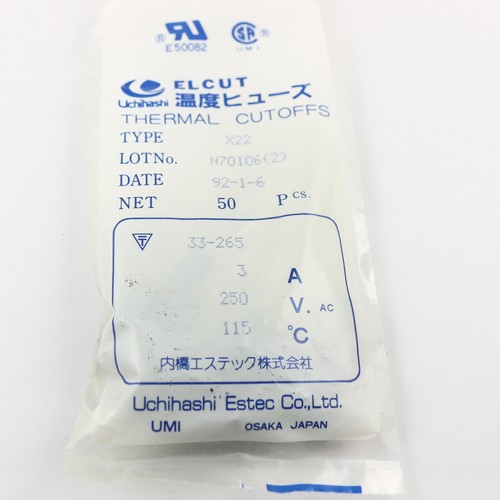 ® RU ® SA
E50082 UMI
ELCUT
Uchihashi 温度ヒューズ
THERMAL CUTOFFS
TYPE X22
LOTNo. N70106(2)
DATE 92-1-6
NET 50 Pcs.
〒 33-265
3 A
250 V. AC
115 ℃
内橋エステック株式会社
Uchihashi Estec Co.,Ltd.
UMI OSAKA JAPAN